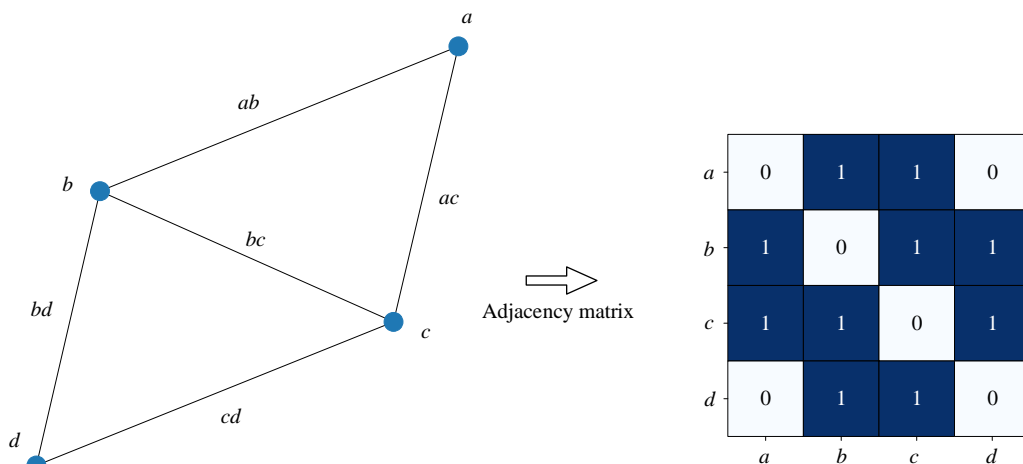 a
ab
b
ac
bc
bd
c
cd
d
Adjacency matrix
a 0 1 1 0
b 1 0 1 1
c 1 1 0 1
d 0 1 1 0
a b c d